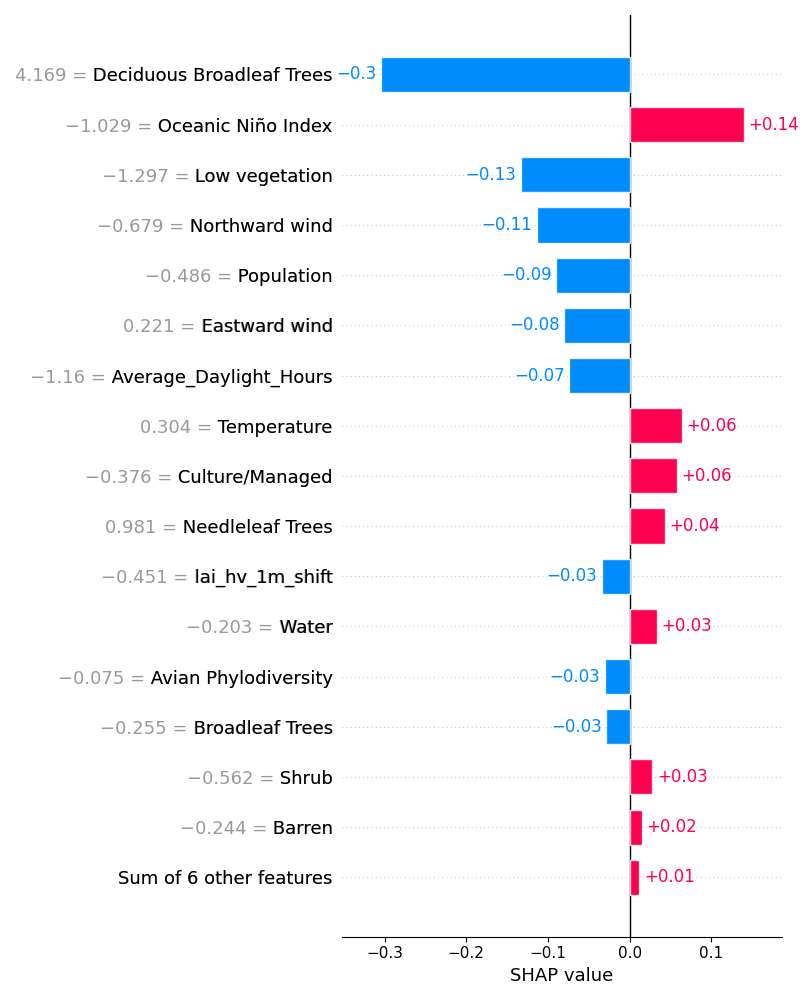 4.169 = Deciduous Broadleaf Trees −0.3
−1.029 = Oceanic Niño Index +0.14
−1.297 = Low vegetation −0.13
−0.679 = Northward wind −0.11
−0.486 = Population −0.09
0.221 = Eastward wind −0.08
−1.16 = Average_Daylight_Hours −0.07
0.304 = Temperature +0.06
−0.376 = Culture/Managed +0.06
0.981 = Needleleaf Trees +0.04
−0.451 = lai_hv_1m_shift −0.03
−0.203 = Water +0.03
−0.075 = Avian Phylodiversity −0.03
−0.255 = Broadleaf Trees −0.03
−0.562 = Shrub +0.03
−0.244 = Barren +0.02
Sum of 6 other features +0.01
−0.3 −0.2 −0.1 0.0 0.1
SHAP value